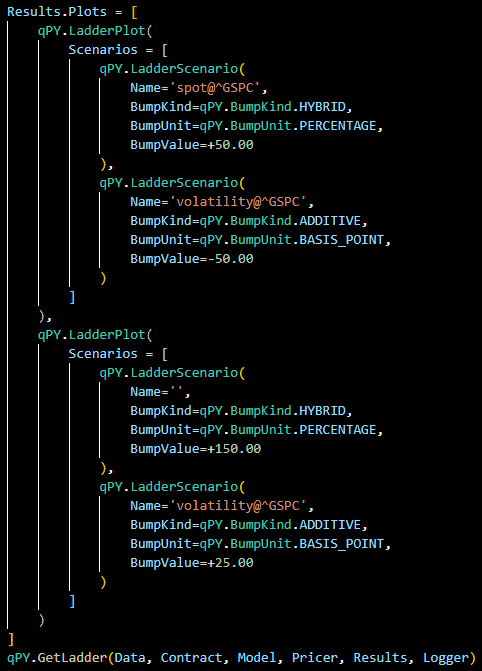 Results.Plots = [
    qPY.LadderPlot(
        Scenarios = [
            qPY.LadderScenario(
                Name='spot@^GSPC',
                BumpKind=qPY.BumpKind.HYBRID,
                BumpUnit=qPY.BumpUnit.PERCENTAGE,
                BumpValue=+50.00
            ),
            qPY.LadderScenario(
                Name='volatility@^GSPC',
                BumpKind=qPY.BumpKind.ADDITIVE,
                BumpUnit=qPY.BumpUnit.BASIS_POINT,
                BumpValue=-50.00
            )
        ]
    ),
    qPY.LadderPlot(
        Scenarios = [
            qPY.LadderScenario(
                Name='',
                BumpKind=qPY.BumpKind.HYBRID,
                BumpUnit=qPY.BumpUnit.PERCENTAGE,
                BumpValue=+150.00
            ),
            qPY.LadderScenario(
                Name='volatility@^GSPC',
                BumpKind=qPY.BumpKind.ADDITIVE,
                BumpUnit=qPY.BumpUnit.BASIS_POINT,
                BumpValue=+25.00
            )
        ]
    )
]
qPY.GetLadder(Data, Contract, Model, Pricer, Results, Logger)